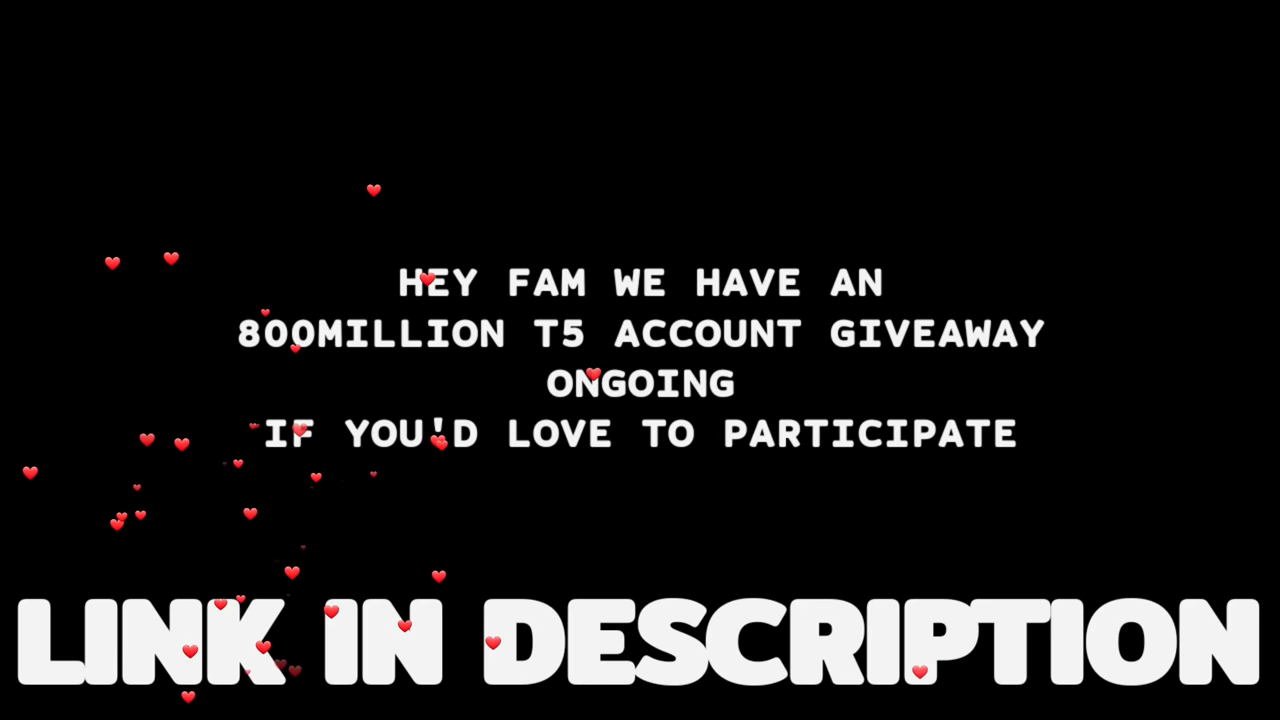 HEY FAM WE HAVE AN
800MILLION T5 ACCOUNT GIVEAWAY
ONGOING
IF YOU'D LOVE TO PARTICIPATE
LINK IN DESCRIPTION